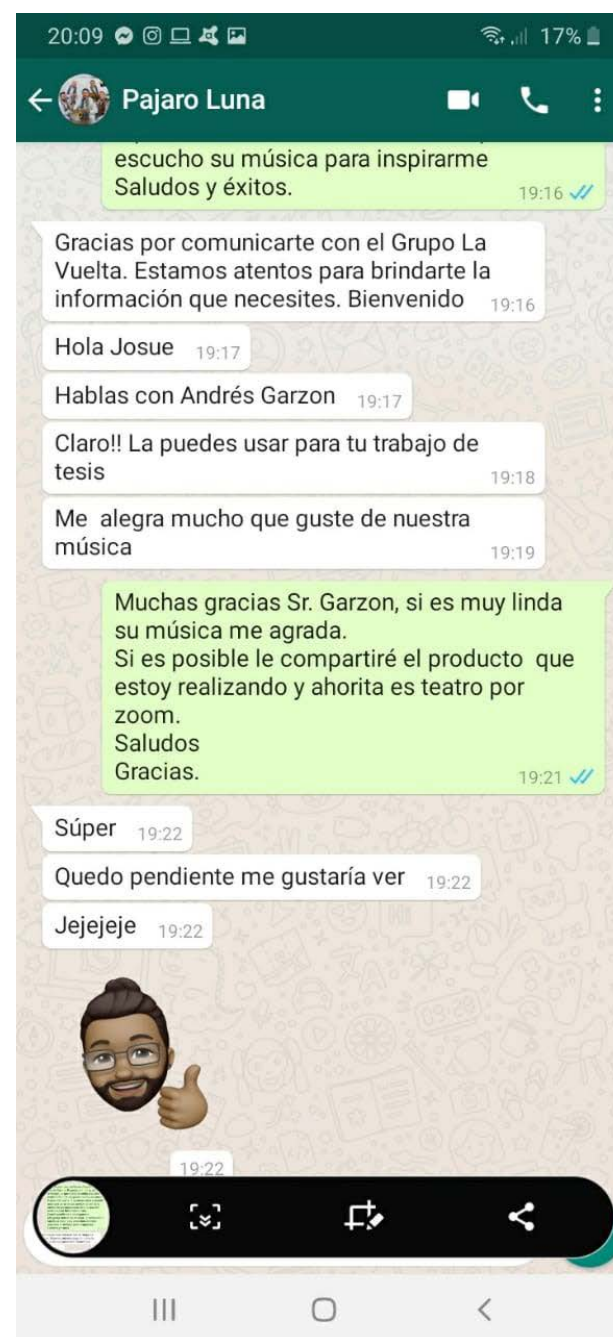 20:09
17%
Pajaro Luna
escucho su música para inspirarme
Saludos y éxitos.
19:16
Gracias por comunicarte con el Grupo La
Vuelta. Estamos atentos para brindarte la
información que necesites. Bienvenido
19:16
Hola Josue
19:17
Hablas con Andrés Garzon
19:17
Claro!! La puedes usar para tu trabajo de
tesis
19:18
Me alegra mucho que guste de nuestra
música
19:19
Muchas gracias Sr. Garzon, si es muy linda
su música me agrada.
Si es posible le compartiré el producto que
estoy realizando y ahorita es teatro por
zoom.
Saludos
Gracias.
19:21
Súper
19:22
Quedo pendiente me gustaría ver
19:22
Jejejeje
19:22
19:22